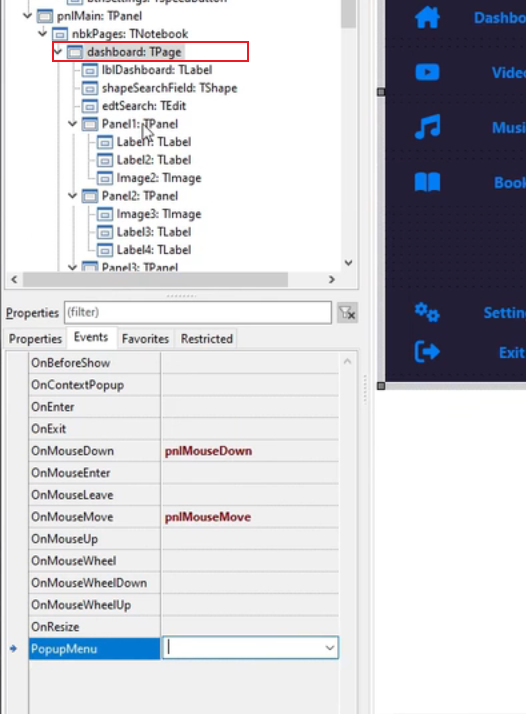 pnlMain: TPanel
nbkPages: TNotebook
dashboard: TPage
lblDashboard: TLabel
shapeSearchField: TShape
edtSearch: TEdit
Panel1: TPanel
Label1: TLabel
Label2: TLabel
Image2: TImage
Panel2: TPanel
Image3: TImage
Label3: TLabel
Label4: TLabel
Panel3: TPanel
Properties (filter)
Properties Events Favorites Restricted
OnBeforeShow
OnContextPopup
OnEnter
OnExit
OnMouseDown pnlMouseDown
OnMouseEnter
OnMouseLeave
OnMouseMove pnlMouseMove
OnMouseUp
OnMouseWheel
OnMouseWheelDown
OnMouseWheelUp
OnResize
PopupMenu
Dashbo
Video
Musi
Book
Settin
Exit